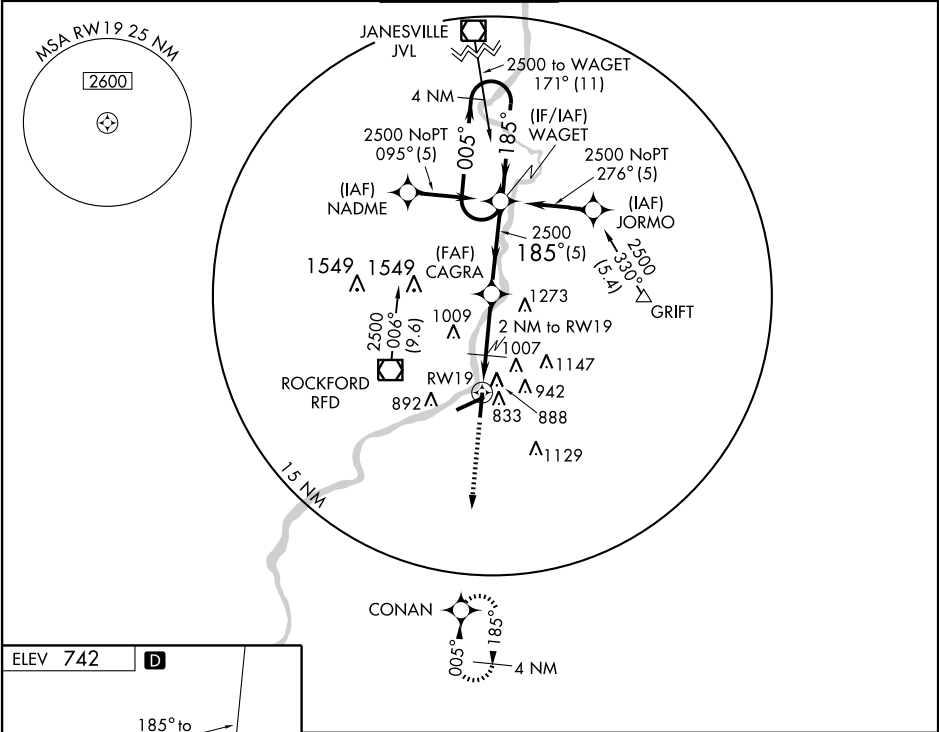 MSA RW19 25 NM
2600
JANESVILLE
JVL
2500 to WAGET
171° (11)
4 NM
(IF/IAF)
WAGET
005°
185°
2500 NoPT
095° (5)
2500 NoPT
276° (5)
(IAF)
NADME
(IAF)
JORMO
2500
185° (5)
2500
330°
(5.4)
GRIFT
(FAF)
CAGRA
1549
1549
1273
1009
2500
006°
(9.6)
2 NM to RW19
1007
1147
ROCKFORD
RFD
RW19
942
892
833
888
1129
15 NM
CONAN
185°
005°
4 NM
ELEV 742
D
185° to